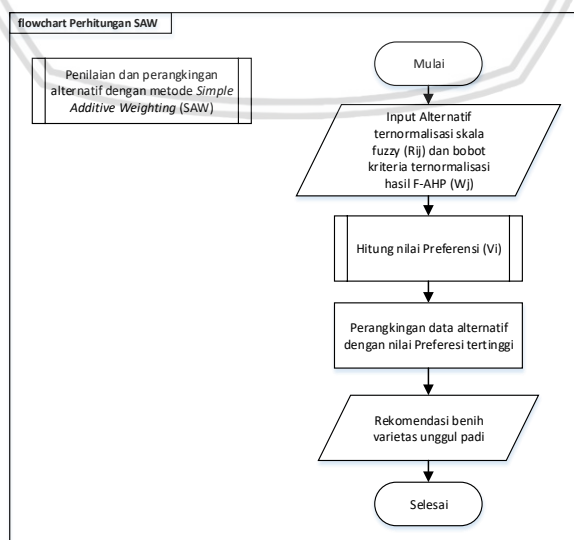 flowchart Perhitungan SAW
Penilaian dan perangkingan
alternatif dengan metode Simple
Additive Weighting (SAW)
Mulai
Input Alternatif
ternormalisasi skala
fuzzy (Rij) dan bobot
kriteria ternormalisasi
hasil F-AHP (Wj)
Hitung nilai Preferensi (Vi)
Perangkingan data alternatif
dengan nilai Preferesi tertinggi
Rekomendasi benih
varietas unggul padi
Selesai